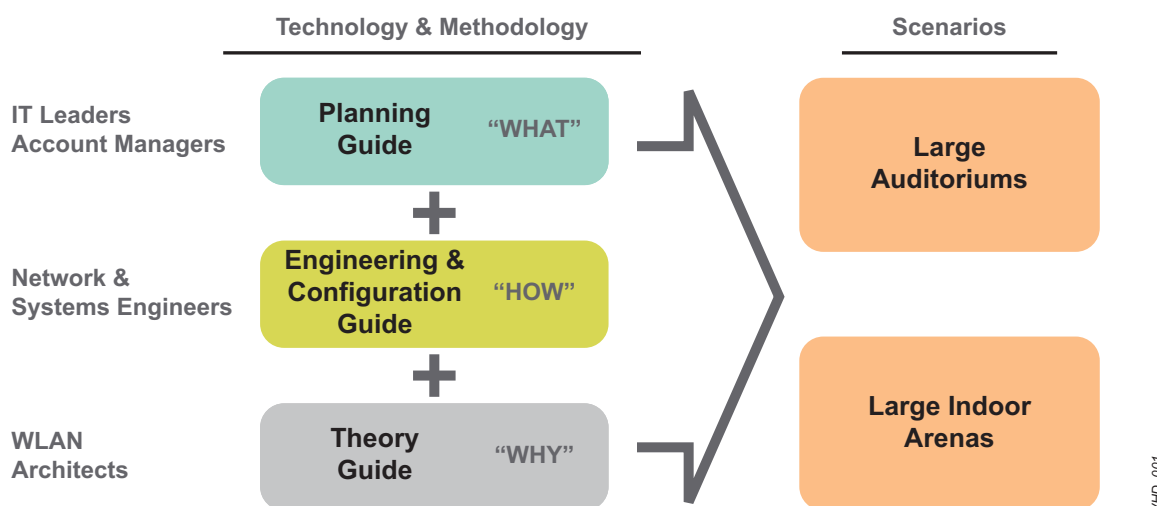 Technology & Methodology
Scenarios
IT Leaders
Account Managers
Planning
Guide
“WHAT”
Network &
Systems Engineers
Engineering &
Configuration
Guide
“HOW”
WLAN
Architects
Theory
Guide
“WHY”
Large
Auditoriums
Large Indoor
Arenas